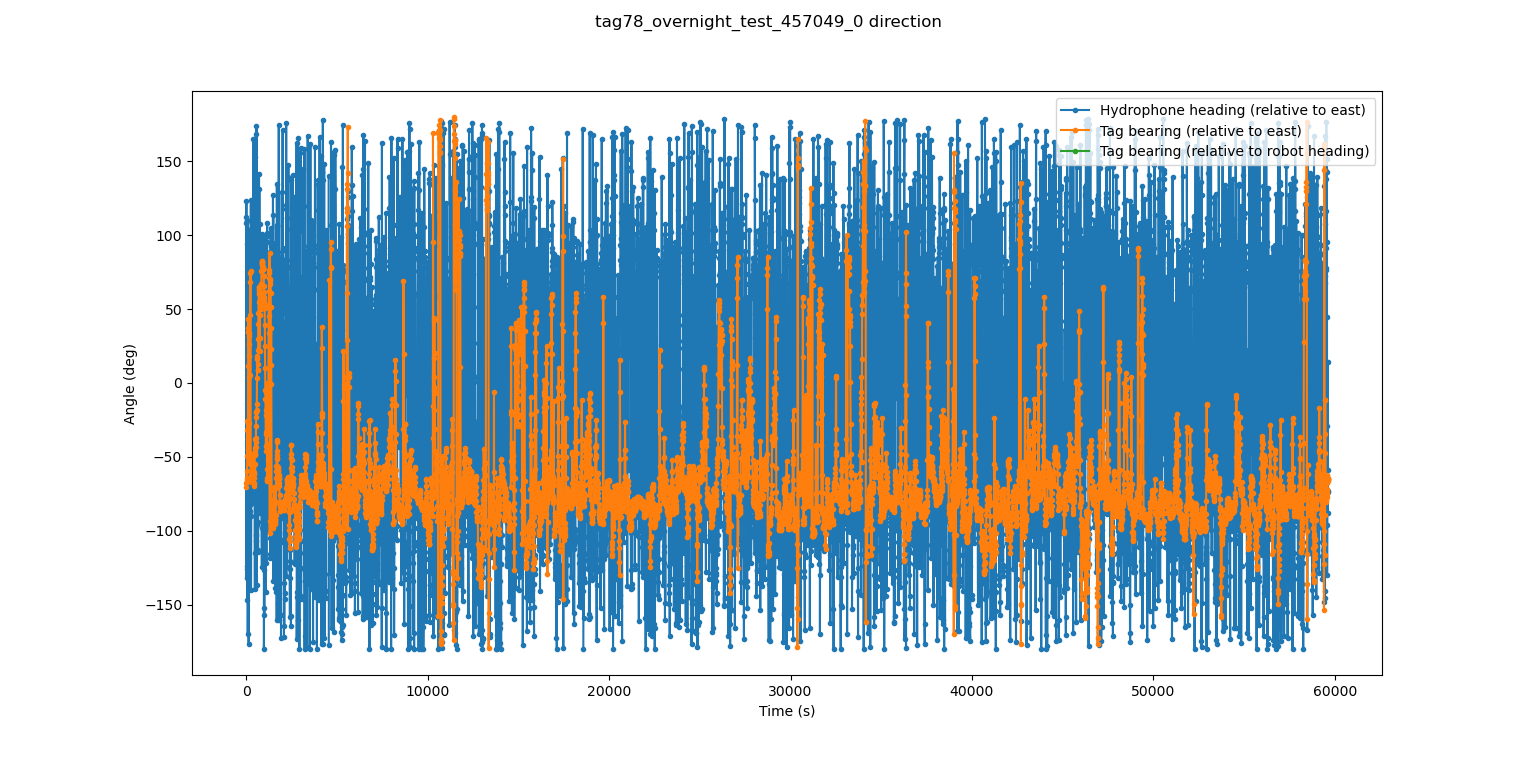 tag78_overnight_test_457049_0 direction
Hydrophone heading (relative to east)
Tag bearing (relative to east)
Tag bearing (relative to robot heading)
150
100
50
0
−50
−100
−150
Angle (deg)
0
10000
20000
30000
40000
50000
60000
Time (s)